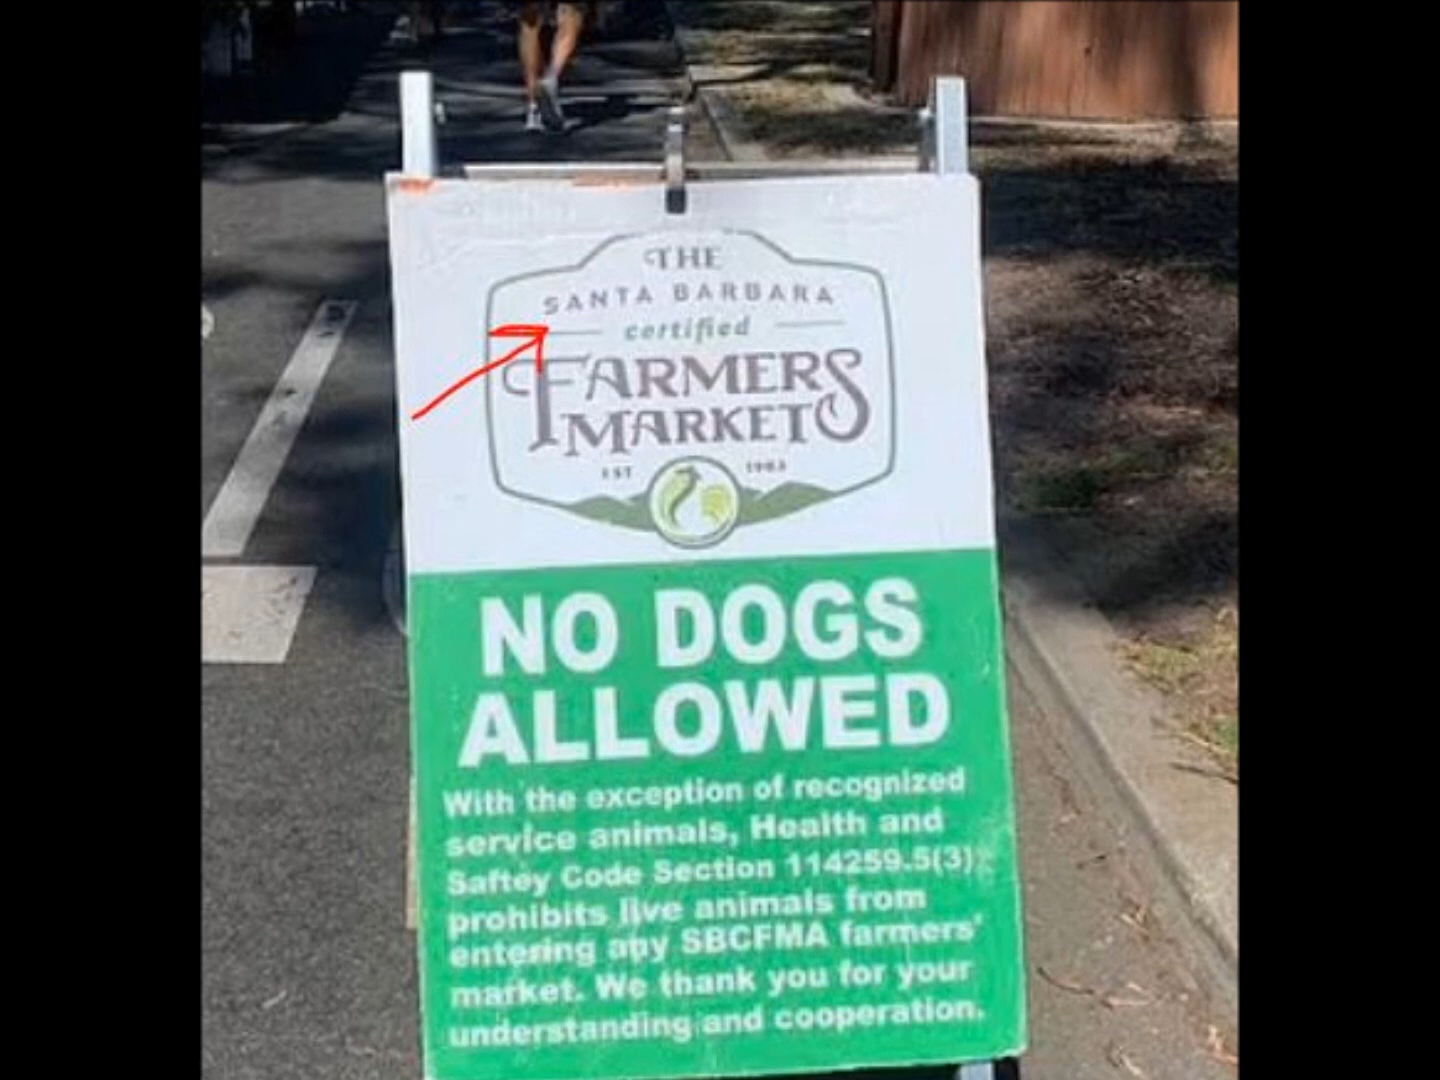 THE
SANTA BARBARA
certified
FARMERS
MARKET
EST 1983
NO DOGS
ALLOWED
With the exception of recognized
service animals, Health and
Saftey Code Section 114259.5(3)
prohibits live animals from
entering any SBCFMA farmers'
market. We thank you for your
understanding and cooperation.